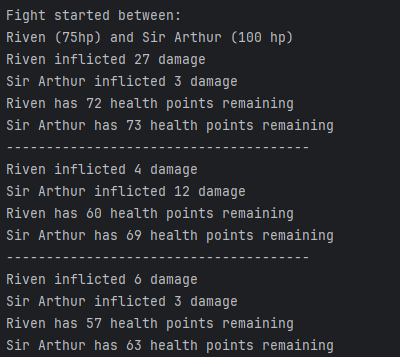 Fight started between:
Riven (75hp) and Sir Arthur (100 hp)
Riven inflicted 27 damage
Sir Arthur inflicted 3 damage
Riven has 72 health points remaining
Sir Arthur has 73 health points remaining
--------------------------------------
Riven inflicted 4 damage
Sir Arthur inflicted 12 damage
Riven has 60 health points remaining
Sir Arthur has 69 health points remaining
--------------------------------------
Riven inflicted 6 damage
Sir Arthur inflicted 3 damage
Riven has 57 health points remaining
Sir Arthur has 63 health points remaining